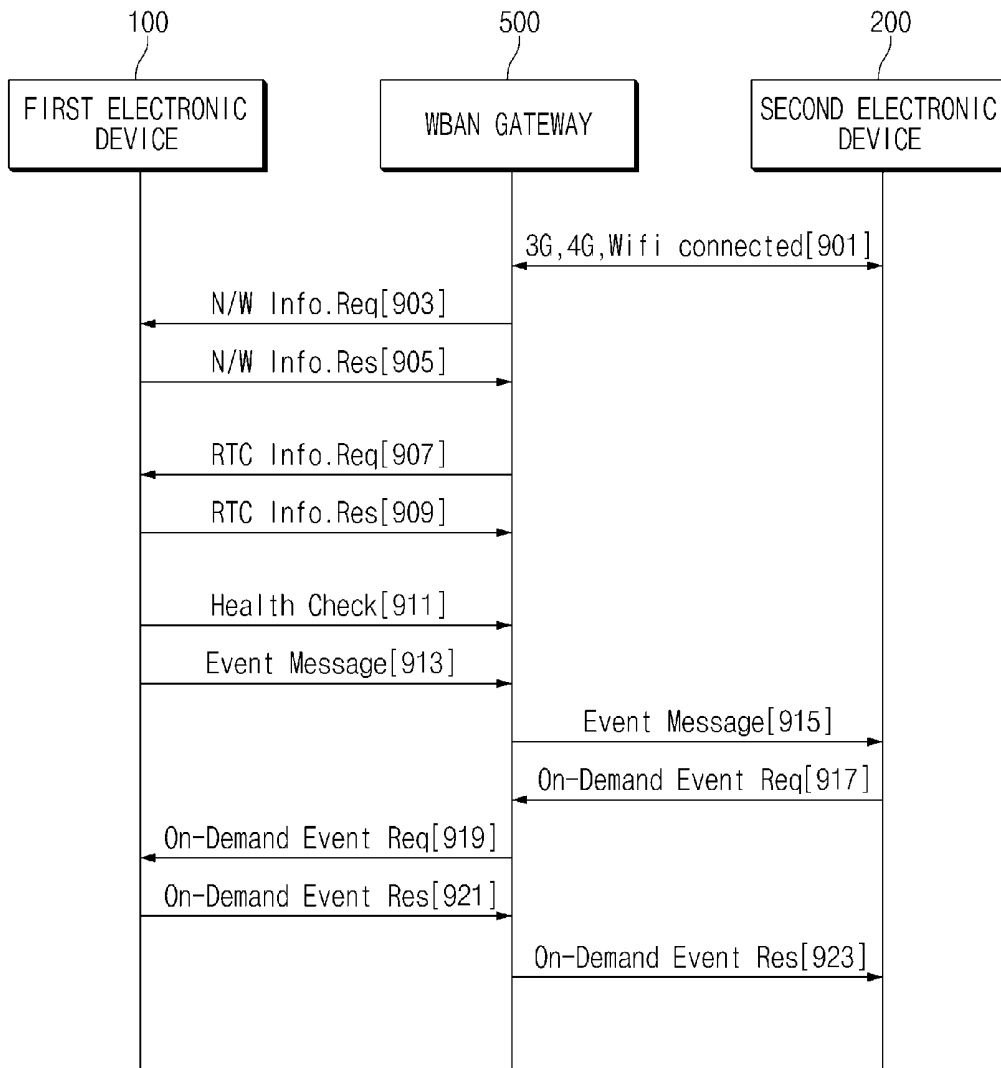 100
500
200
FIRST ELECTRONIC
DEVICE
WBAN GATEWAY
SECOND ELECTRONIC
DEVICE
3G,4G,Wifi connected[901]
N/W Info.Req[903]
N/W Info.Res[905]
RTC Info.Req[907]
RTC Info.Res[909]
Health Check[911]
Event Message[913]
Event Message[915]
On-Demand Event Req[917]
On-Demand Event Req[919]
On-Demand Event Res[921]
On-Demand Event Res[923]